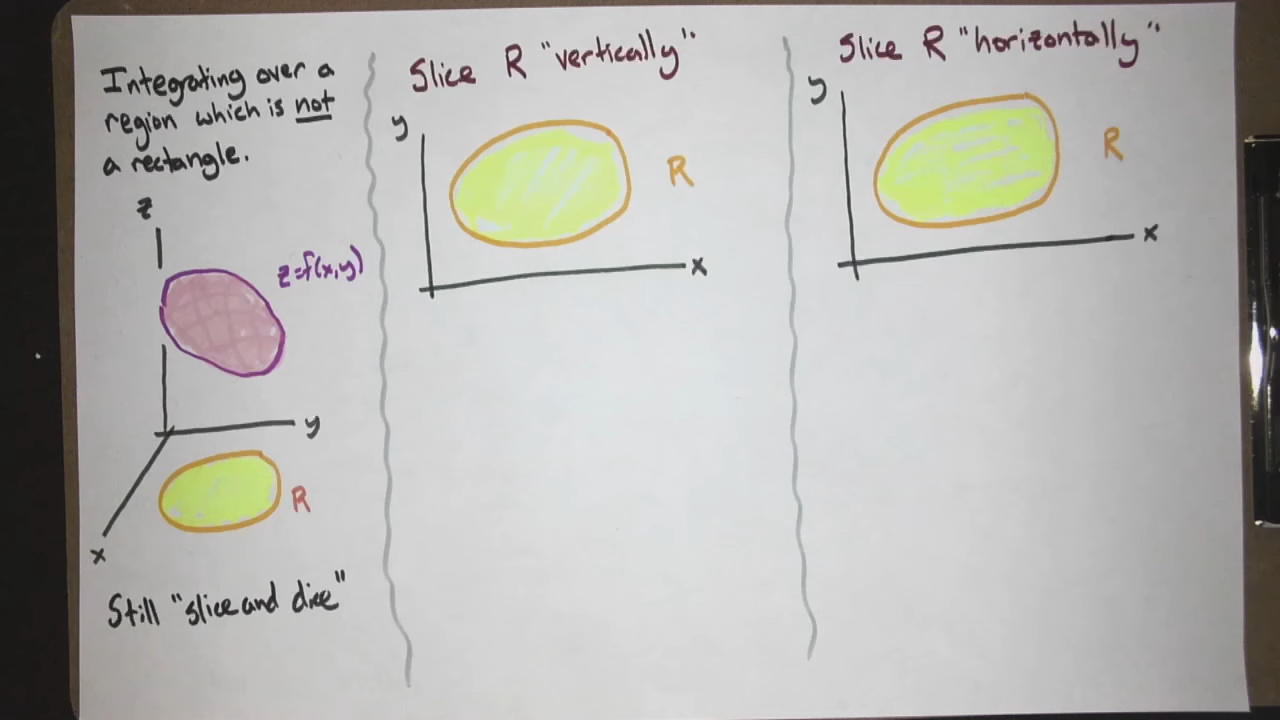 Integrating over a
region which is not
a rectangle.
z
z=f(x,y)
y
R
x
Still "slice and dice"
Slice R "vertically"
y
R
x
Slice R "horizontally"
y
R
x